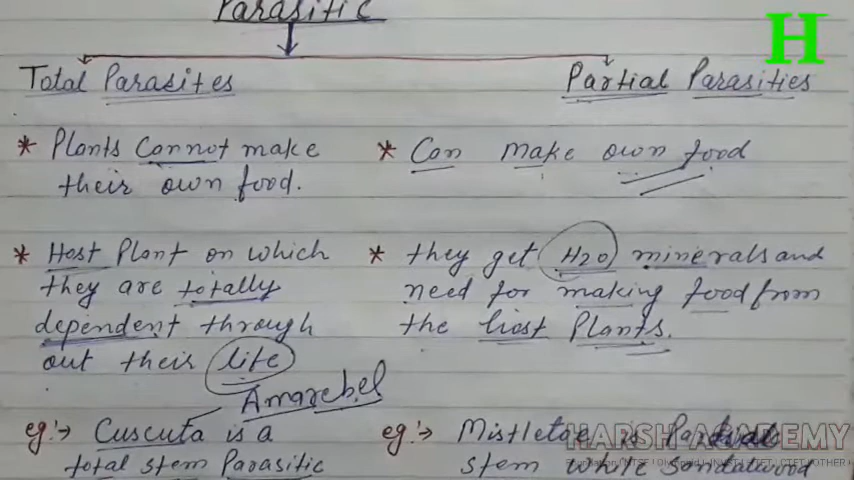 Parasitic
H
Total Parasites
Partial Parasities
* Plants Cannot make
their own food.
* Can make own food
* Host Plant on which
they are totally
dependent through
out their life
* they get H2O minerals and
need for making food from
the host Plants.
Amarebel
eg:→ Cuscuta is a
total stem Parasitic
eg:→ Mistletoe is Partial
stem white Sandalwood
HARSH ACADEMY